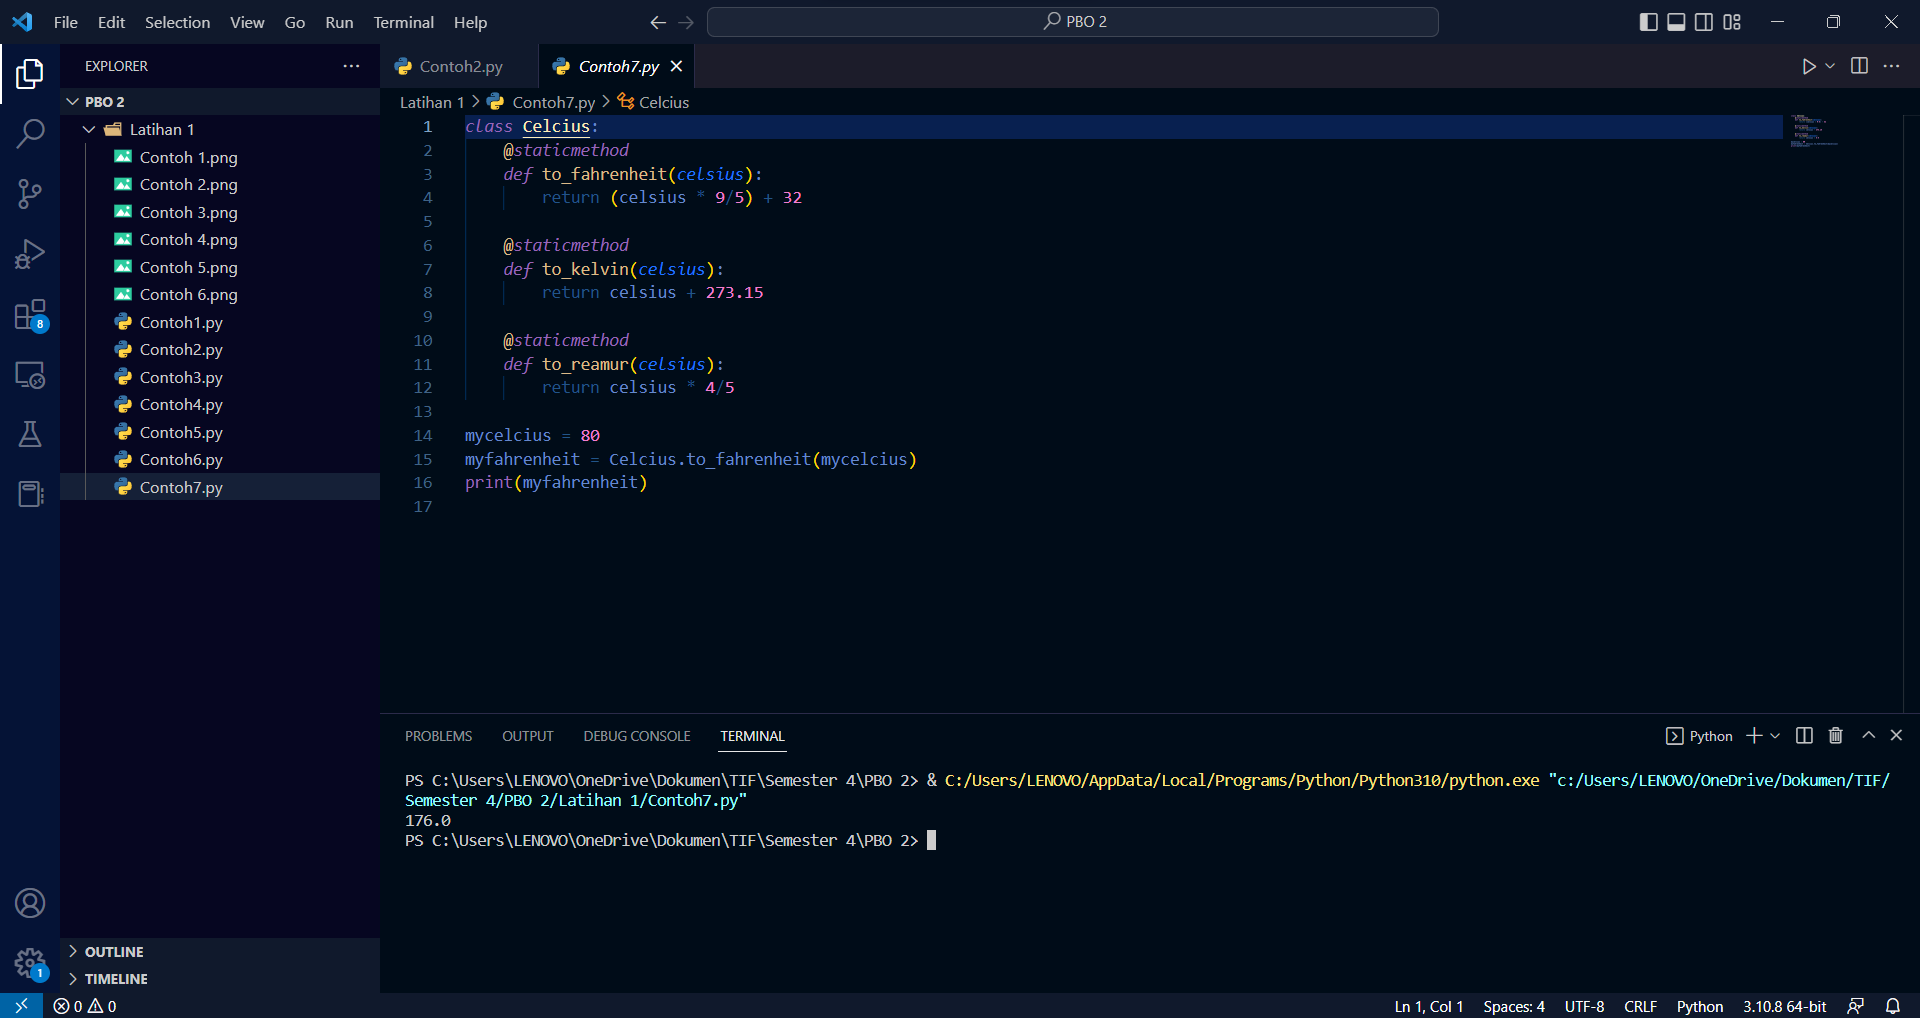 File Edit Selection View Go Run Terminal Help
PBO 2
EXPLORER
PBO 2
Latihan 1
Contoh 1.png
Contoh 2.png
Contoh 3.png
Contoh 4.png
Contoh 5.png
Contoh 6.png
Contoh1.py
Contoh2.py
Contoh3.py
Contoh4.py
Contoh5.py
Contoh6.py
Contoh7.py
8
OUTLINE
TIMELINE
1
Contoh2.py Contoh7.py
Latihan 1 > Contoh7.py > Celcius
1 class Celcius:
2 @staticmethod
3 def to_fahrenheit(celsius):
4 return (celsius * 9/5) + 32
5
6 @staticmethod
7 def to_kelvin(celsius):
8 return celsius + 273.15
9
10 @staticmethod
11 def to_reamur(celsius):
12 return celsius * 4/5
13
14 mycelcius = 80
15 myfahrenheit = Celcius.to_fahrenheit(mycelcius)
16 print(myfahrenheit)
17
PROBLEMS OUTPUT DEBUG CONSOLE TERMINAL
Python
PS C:\Users\LENOVO\OneDrive\Dokumen\TIF\Semester 4\PBO 2> & C:/Users/LENOVO/AppData/Local/Programs/Python/Python310/python.exe "c:/Users/LENOVO/OneDrive/Dokumen/TIF/
Semester 4/PBO 2/Latihan 1/Contoh7.py"
176.0
PS C:\Users\LENOVO\OneDrive\Dokumen\TIF\Semester 4\PBO 2>
0 0 Ln 1, Col 1 Spaces: 4 UTF-8 CRLF Python 3.10.8 64-bit